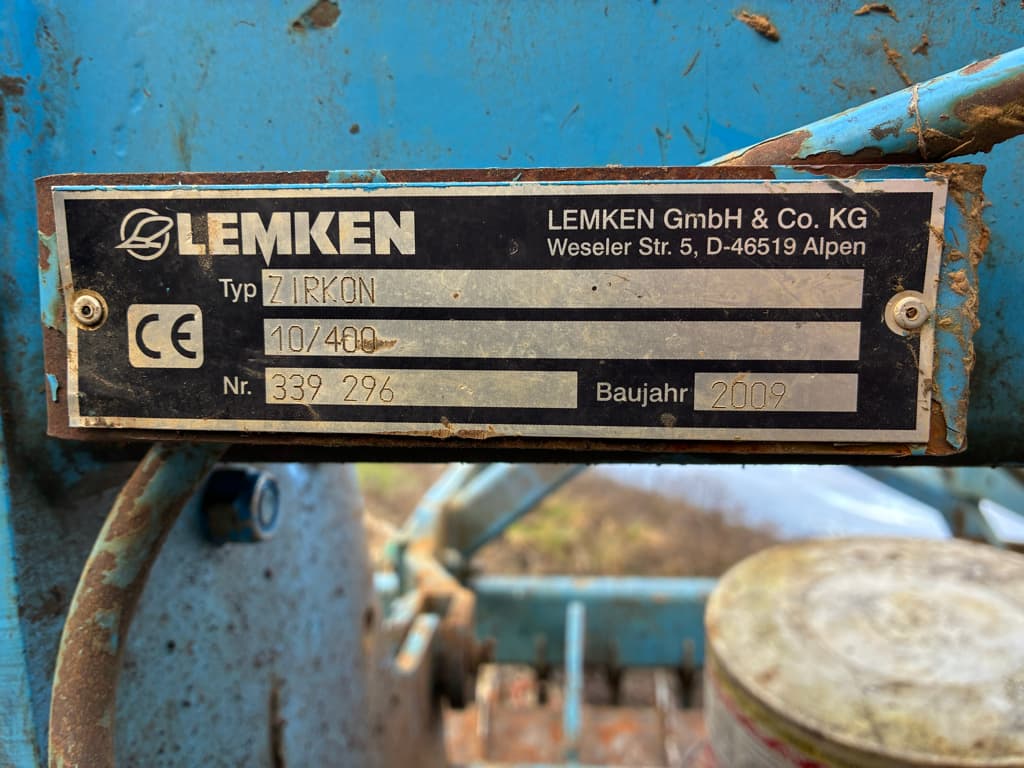 LEMKEN
LEMKEN GmbH & Co. KG
Weseler Str. 5, D-46519 Alpen
Typ ZIRKON
10/400
CE
Nr. 339 296 Baujahr 2009